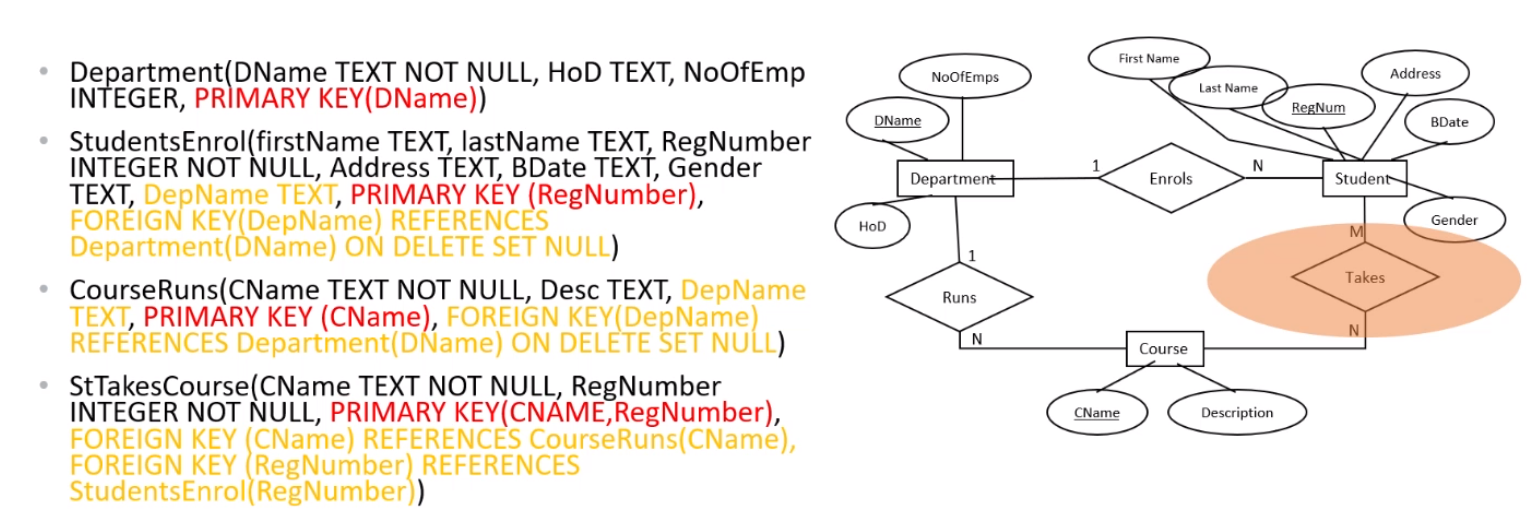 • Department(DName TEXT NOT NULL, HoD TEXT, NoOfEmp
INTEGER, PRIMARY KEY(DName))
• StudentsEnrol(firstName TEXT, lastName TEXT, RegNumber
INTEGER NOT NULL, Address TEXT, BDate TEXT, Gender
TEXT, DepName TEXT, PRIMARY KEY (RegNumber),
FOREIGN KEY(DepName) REFERENCES
Department(DName) ON DELETE SET NULL)
• CourseRuns(CName TEXT NOT NULL, Desc TEXT, DepName
TEXT, PRIMARY KEY (CName), FOREIGN KEY(DepName)
REFERENCES Department(DName) ON DELETE SET NULL)
• StTakesCourse(CName TEXT NOT NULL, RegNumber
INTEGER NOT NULL, PRIMARY KEY(CNAME,RegNumber),
FOREIGN KEY (CName) REFERENCES CourseRuns(CName),
FOREIGN KEY (RegNumber) REFERENCES
StudentsEnrol(RegNumber))
First Name
NoOfEmps
Last Name
Address
RegNum
DName
BDate
Department
1
Enrols
N
Student
HoD
Gender
M
1
Takes
Runs
N
N
Course
CName
Description